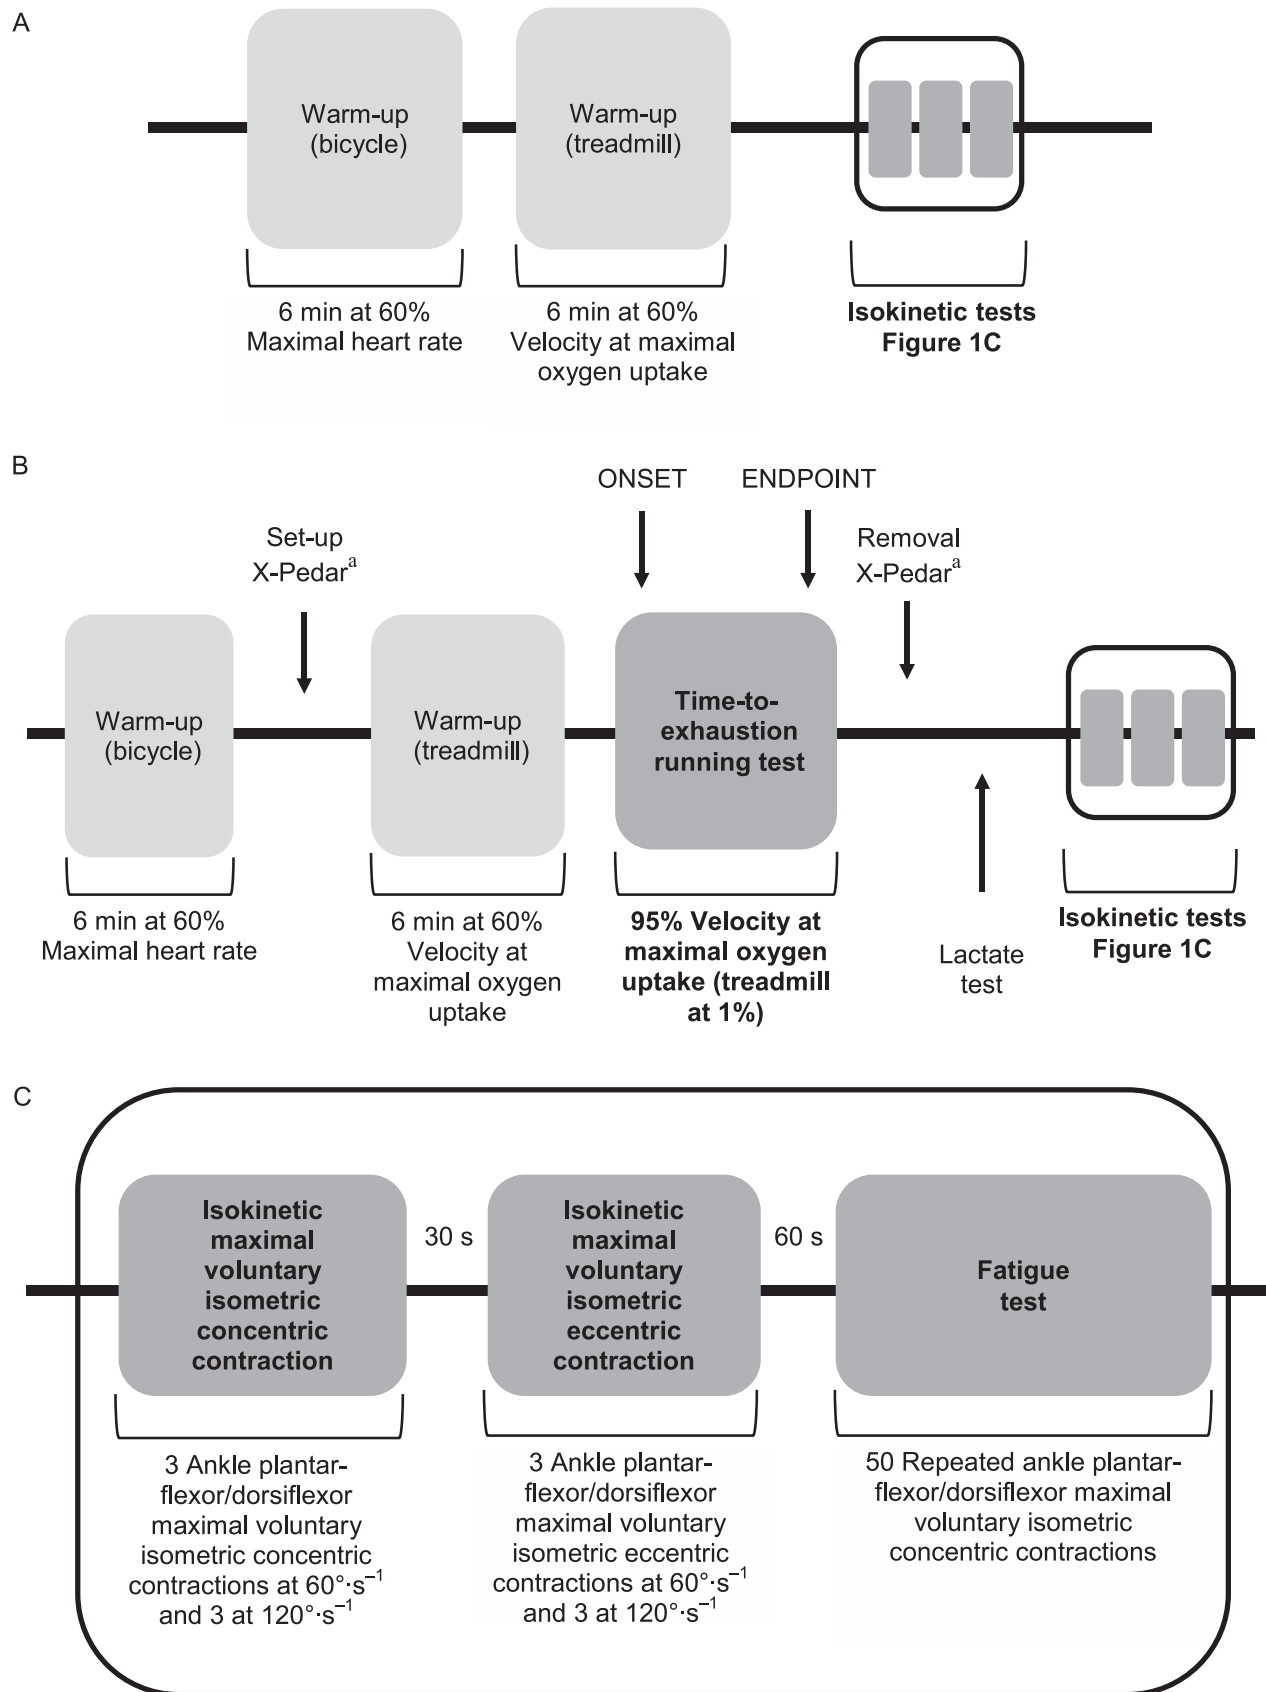 A
Warm-up
(bicycle)
Warm-up
(treadmill)
6 min at 60%
Maximal heart rate
6 min at 60%
Velocity at maximal
oxygen uptake
Isokinetic tests
Figure 1C
B
ONSET
ENDPOINT
Set-up
X-Pedarᵃ
Removal
X-Pedarᵃ
Warm-up
(bicycle)
Warm-up
(treadmill)
Time-to-
exhaustion
running test
6 min at 60%
Maximal heart rate
6 min at 60%
Velocity at
maximal oxygen
uptake
95% Velocity at
maximal oxygen
uptake (treadmill
at 1%)
Lactate
test
Isokinetic tests
Figure 1C
C
Isokinetic
maximal
voluntary
isometric
concentric
contraction
30 s
Isokinetic
maximal
voluntary
isometric
eccentric
contraction
60 s
Fatigue
test
3 Ankle plantar-
flexor/dorsiflexor
maximal voluntary
isometric concentric
contractions at 60°·s⁻¹
and 3 at 120°·s⁻¹
3 Ankle plantar-
flexor/dorsiflexor
maximal voluntary
isometric eccentric
contractions at 60°·s⁻¹
and 3 at 120°·s⁻¹
50 Repeated ankle plantar-
flexor/dorsiflexor maximal
voluntary isometric
concentric contractions